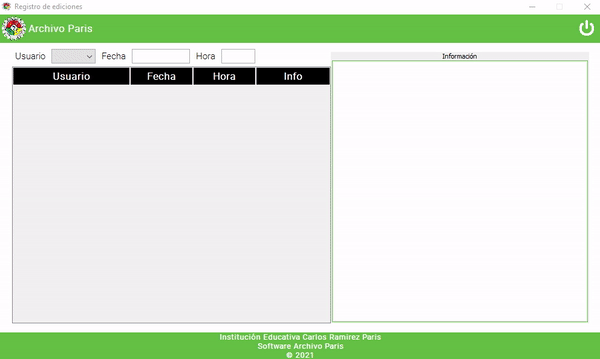 Registro de ediciones
Archivo Paris
Usuario Fecha Hora
Información
Usuario Fecha Hora Info
Institución Educativa Carlos Ramirez Paris
Software Archivo Paris
© 2021